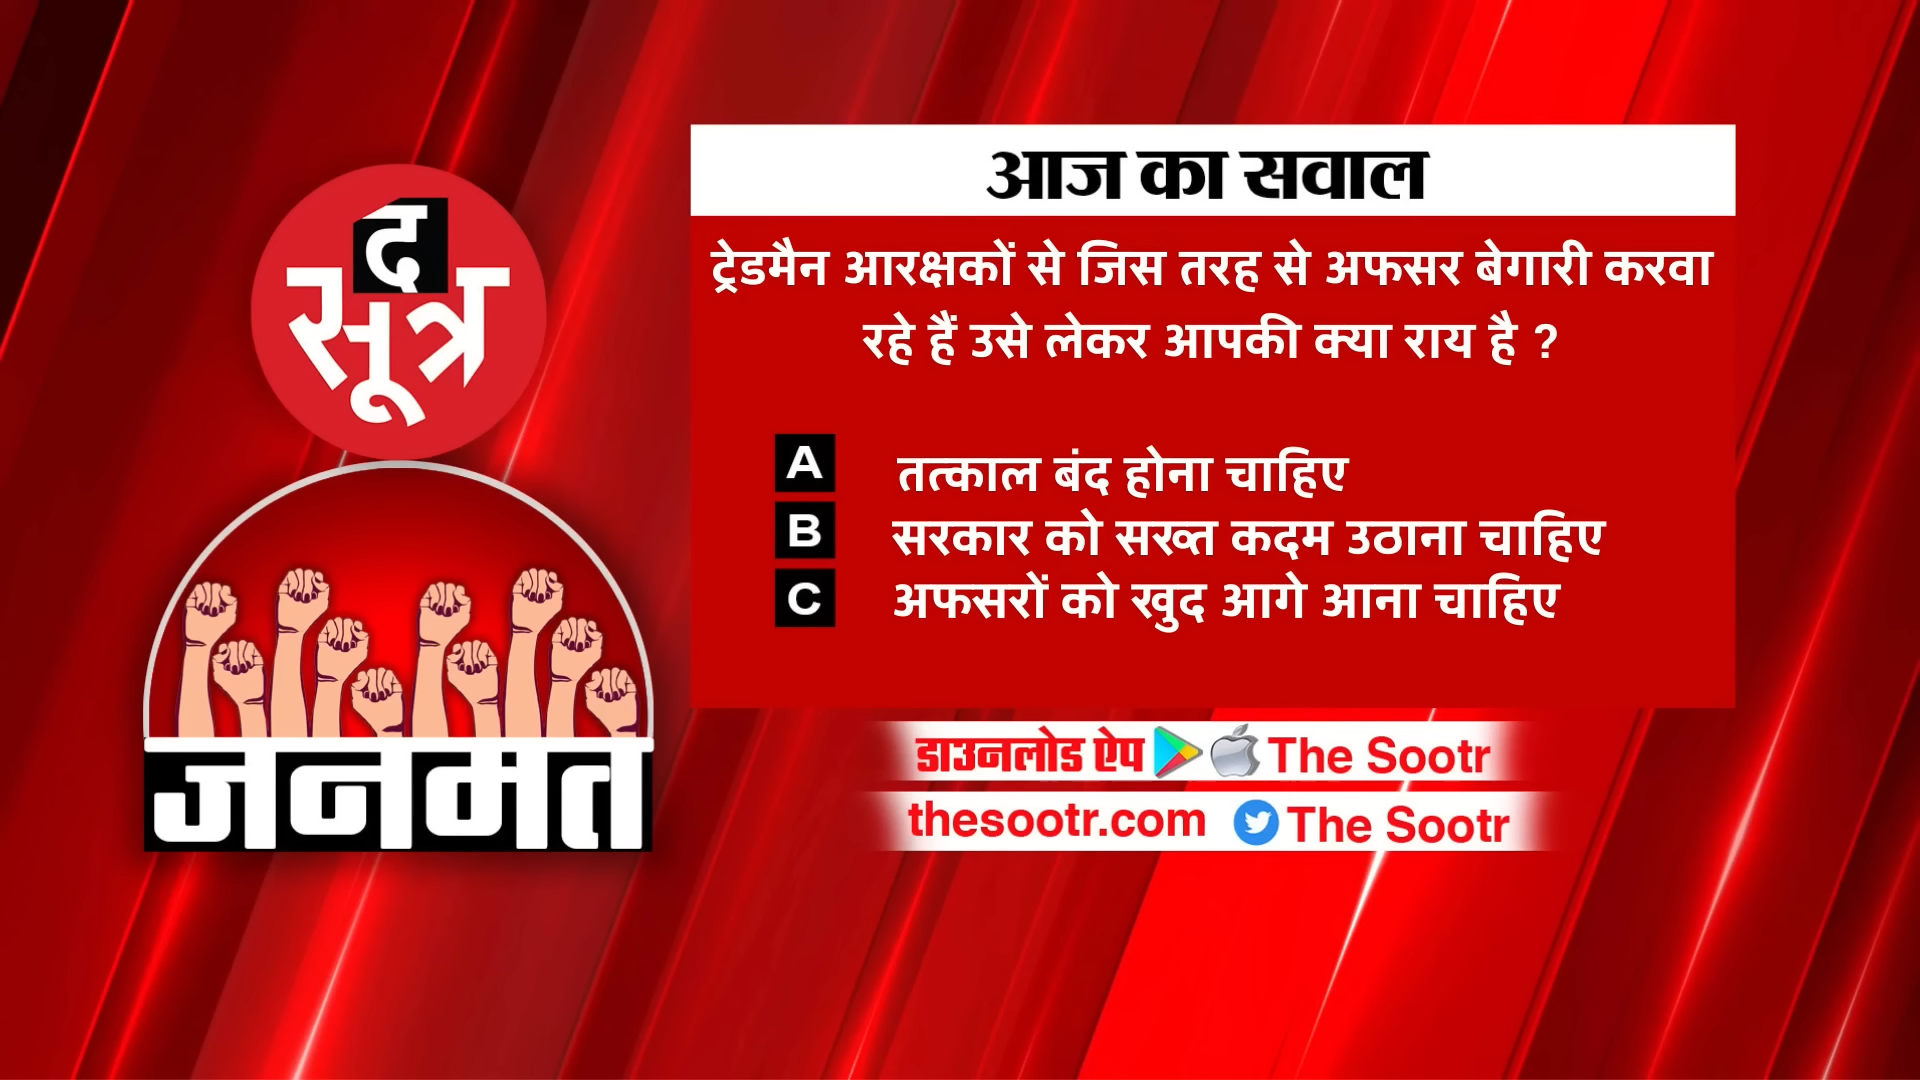 द
सूत्र
जनमत
आज का सवाल
ट्रेडमैन आरक्षकों से जिस तरह से अफसर बेगारी करवा
रहे हैं उसे लेकर आपकी क्या राय है ?
A तत्काल बंद होना चाहिए
B सरकार को सख्त कदम उठाना चाहिए
C अफसरों को खुद आगे आना चाहिए
डाउनलोड ऐप The Sootr
thesootr.com The Sootr